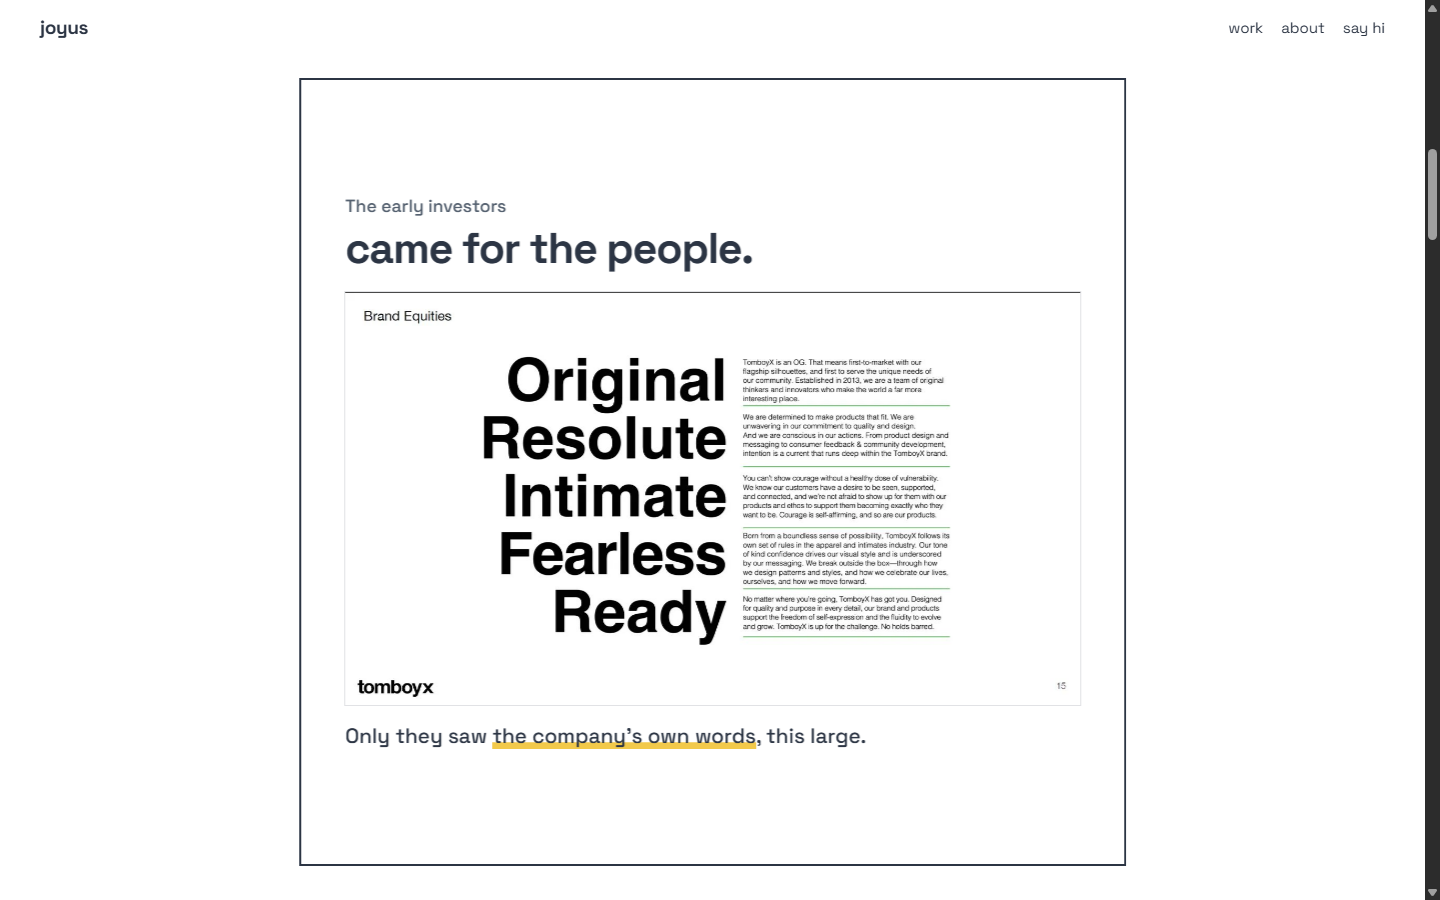 joyus
work about say hi
The early investors
came for the people.
Brand Equities
Original
TomboyX is an OG. That means first-to-market with our
flagship silhouettes, and first to serve the unique needs of
our community. Established in 2013, we are a team of original
thinkers and innovators who make the world a far more
interesting place.
Resolute
We are determined to make products that fit. We are
unwavering in our commitment to quality and design.
And we are conscious in our actions. From product design and
messaging to consumer feedback & community development,
intention is a current that runs deep within the TomboyX brand.
Intimate
You can't show courage without a healthy dose of vulnerability.
We know our customers have a desire to be seen, supported,
and connected, and we're not afraid to show up for them with our
products and ethos to support them becoming exactly who they
want to be. Courage is self-affirming, and so are our products.
Fearless
Born from a boundless sense of possibility, TomboyX follows its
own set of rules in the apparel and intimates industry. Our tone
of kind confidence drives our visual style and is underscored
by our messaging. We break outside the box—through how
we design patterns and styles, and how we celebrate our lives,
ourselves, and how we move forward.
Ready
No matter where you're going, TomboyX has got you. Designed
for quality and purpose in every detail, our brand and products
support the freedom of self-expression and the fluidity to evolve
and grow. TomboyX is up for the challenge. No holds barred.
tomboyx
15
Only they saw the company's own words, this large.